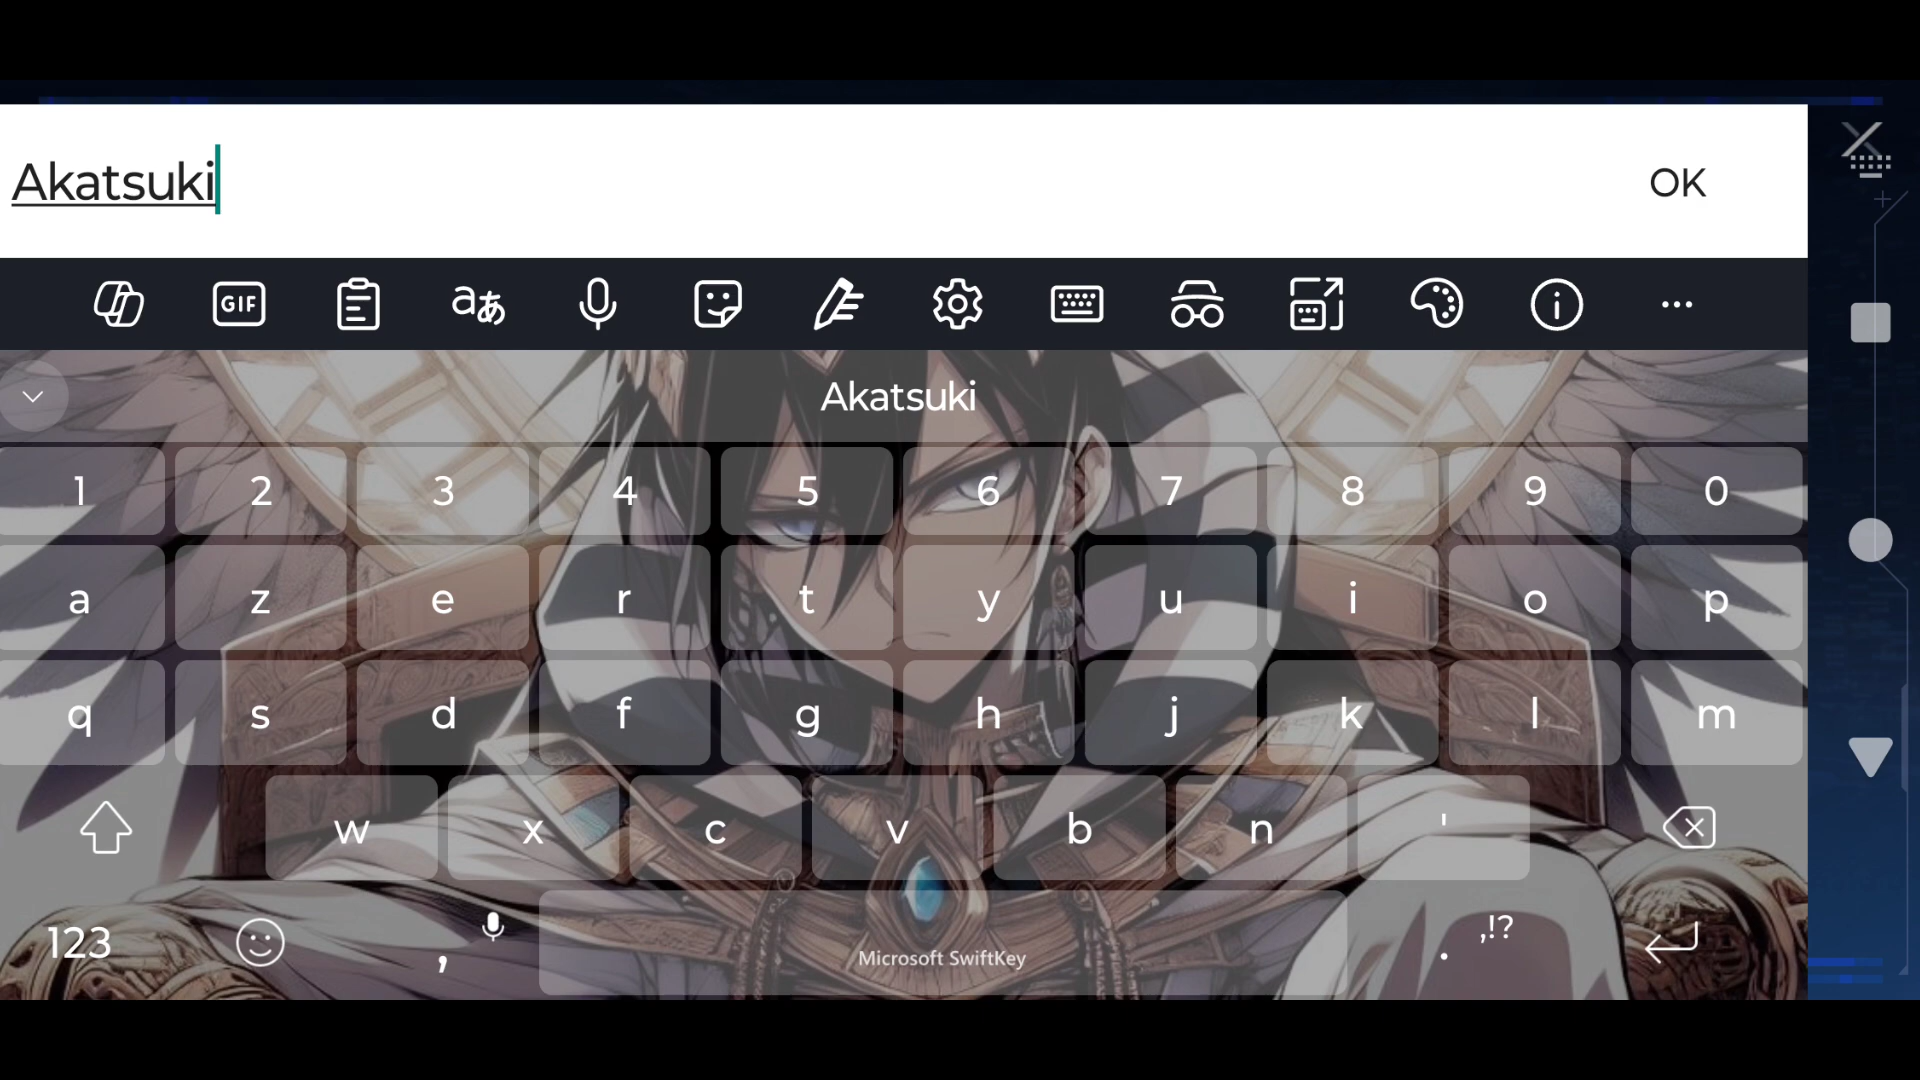 Akatsuki
OK
GIF
aあ
Akatsuki
1 2 3 4 5 6 7 8 9 0
a z e r t y u i o p
q s d f g h j k l m
w x c v b n '
123 , Microsoft SwiftKey . ,!?